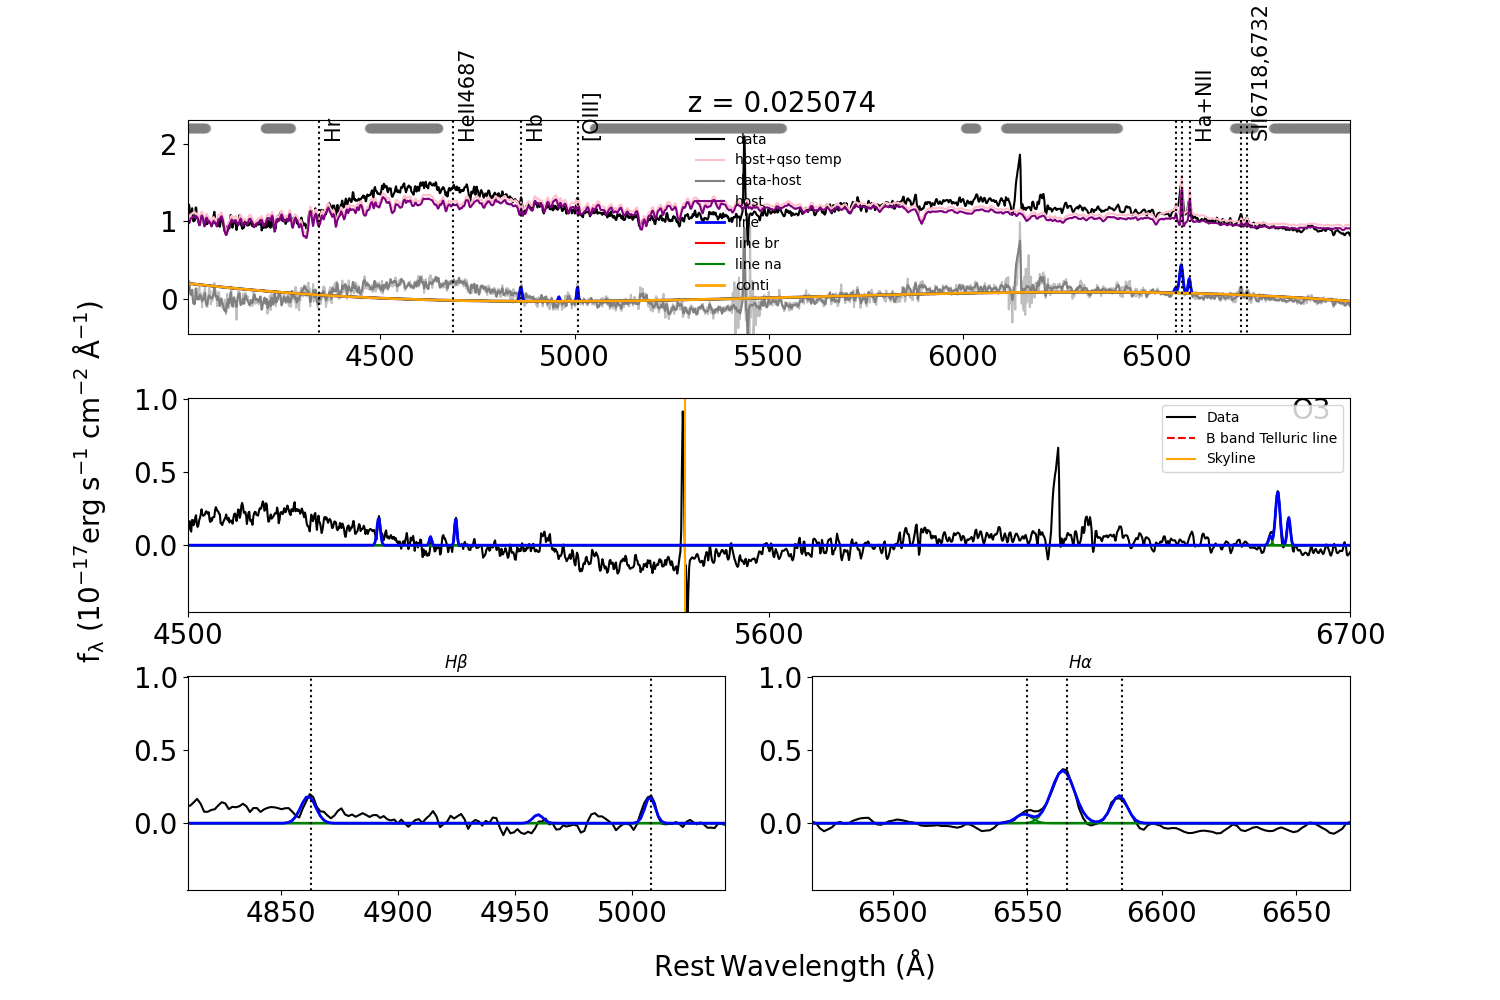 z = 0.025074
Hr
HeII4687
Hb
[OIII]
Ha+NII
SII6718,6732
data
host+qso temp
data-host
host
line
line br
line na
conti
2
1
0
4500
5000
5500
6000
6500
O3
Data
B band Telluric line
Skyline
1.0
0.5
0.0
4500
5600
6700
Hβ
1.0
0.5
0.0
4850
4900
4950
5000
Hα
1.0
0.5
0.0
6500
6550
6600
6650
fλ (10⁻¹⁷erg s⁻¹ cm⁻² Å⁻¹)
Rest Wavelength (Å)